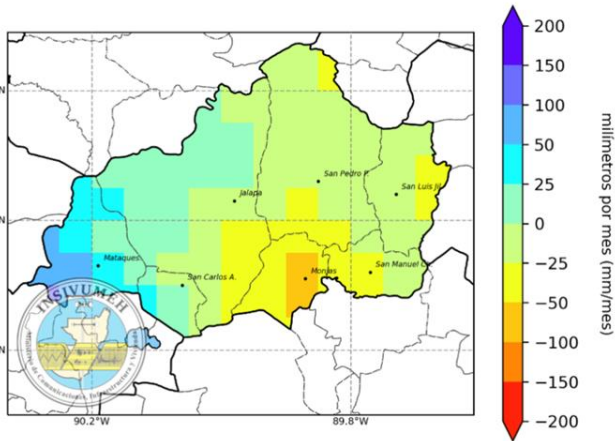 200
150
100
50
25
0
−25
−50
−100
−150
−200
milímetros por mes (mm/mes)
San Pedro P.
San Luis Jil
Jalapa
Mataques
San Carlos A.
Monjas
San Manuel C
INSIVUMEH
90.2°W
89.8°W